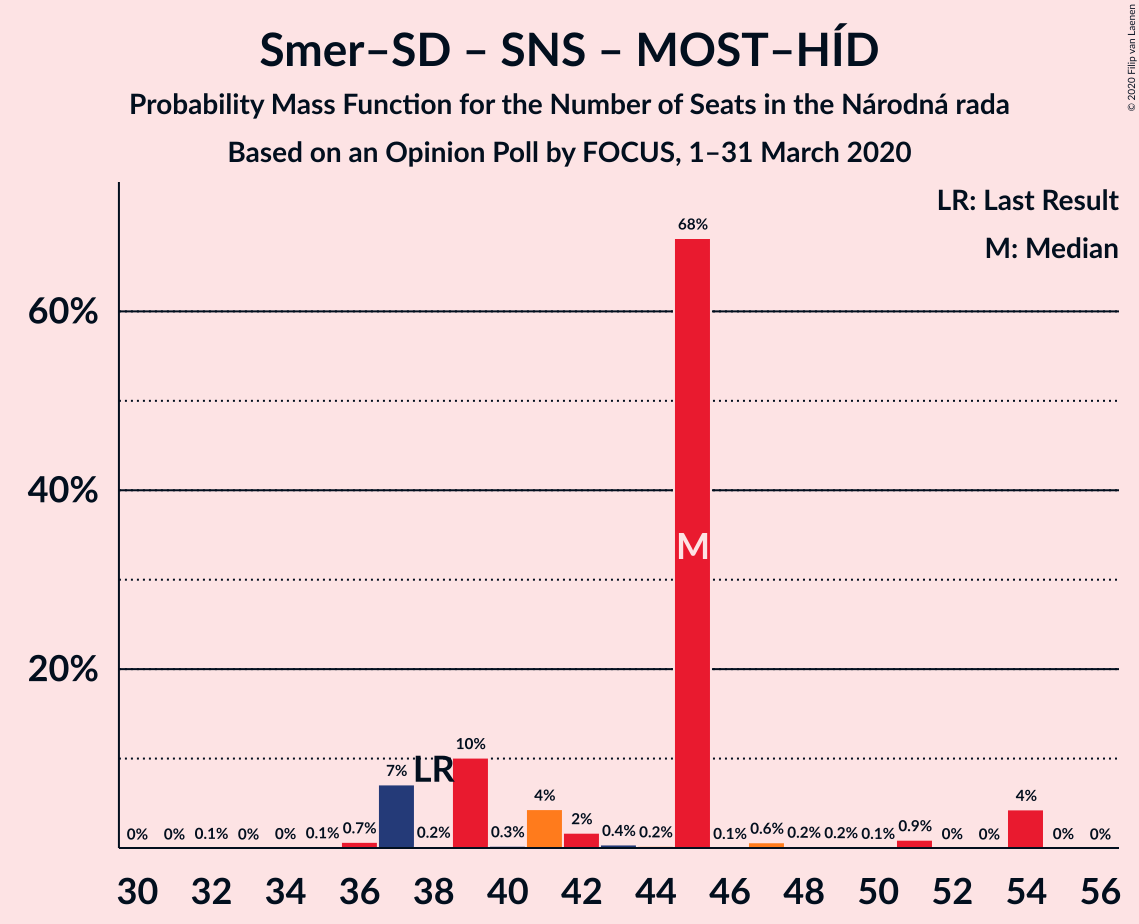 Smer–SD – SNS – MOST–HÍD
Probability Mass Function for the Number of Seats in the Národná rada
Based on an Opinion Poll by FOCUS, 1–31 March 2020
© 2020 Filip van Laenen
LR: Last Result
M: Median
60%
40%
20%
0% 0% 0.1% 0% 0% 0.1% 0.7% 7% 0.2% 10% 0.3% 4% 2% 0.4% 0.2% 68% 0.1% 0.6% 0.2% 0.2% 0.1% 0.9% 0% 0% 4% 0% 0%
LR
M
30 32 34 36 38 40 42 44 46 48 50 52 54 56